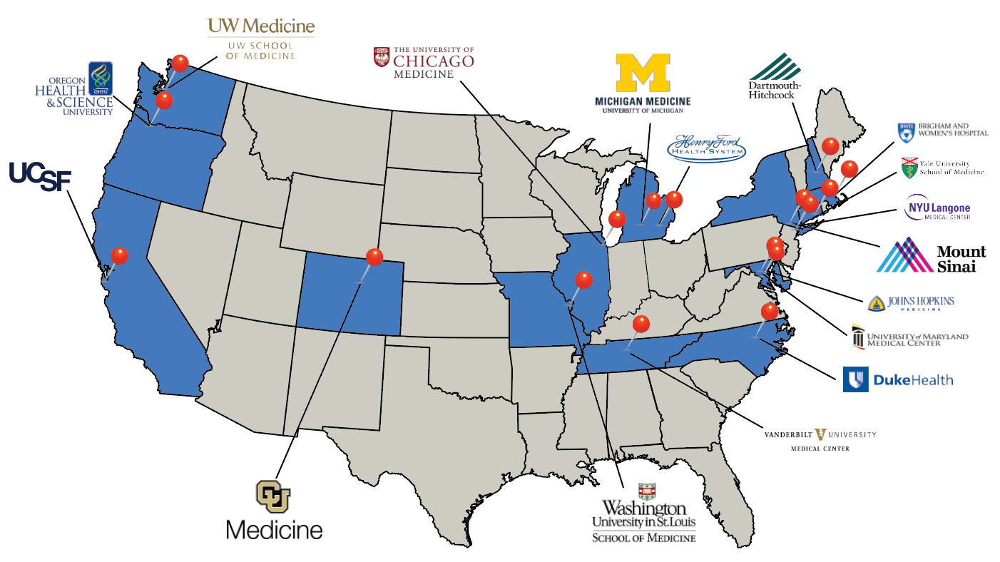 UW Medicine
UW SCHOOL
OF MEDICINE
OREGON
HEALTH
& SCIENCE
UNIVERSITY
OHSU
THE UNIVERSITY OF
CHICAGO
MEDICINE
M
MICHIGAN MEDICINE
UNIVERSITY OF MICHIGAN
Dartmouth-
Hitchcock
HenryFord
HEALTH SYSTEM
BWH
BRIGHAM AND
WOMEN'S HOSPITAL
Yale University
School of Medicine
UCSF
NYU Langone
MEDICAL CENTER
Mount
Sinai
JOHNS HOPKINS
MEDICINE
UNIVERSITY of MARYLAND
MEDICAL CENTER
DukeHealth
VANDERBILT V UNIVERSITY
MEDICAL CENTER
CU
Medicine
Washington
University in St. Louis
SCHOOL OF MEDICINE